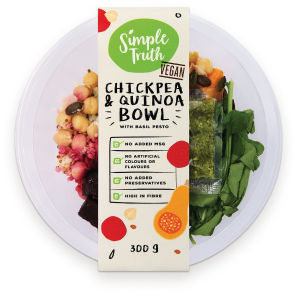 Simple
Truth
VEGAN
CHICKPEA
& QUINOA
BOWL
WITH BASIL PESTO
NO ADDED MSG
NO ARTIFICIAL
COLOURS OR
FLAVOURS
NO ADDED
PRESERVATIVES
HIGH IN FIBRE
300g